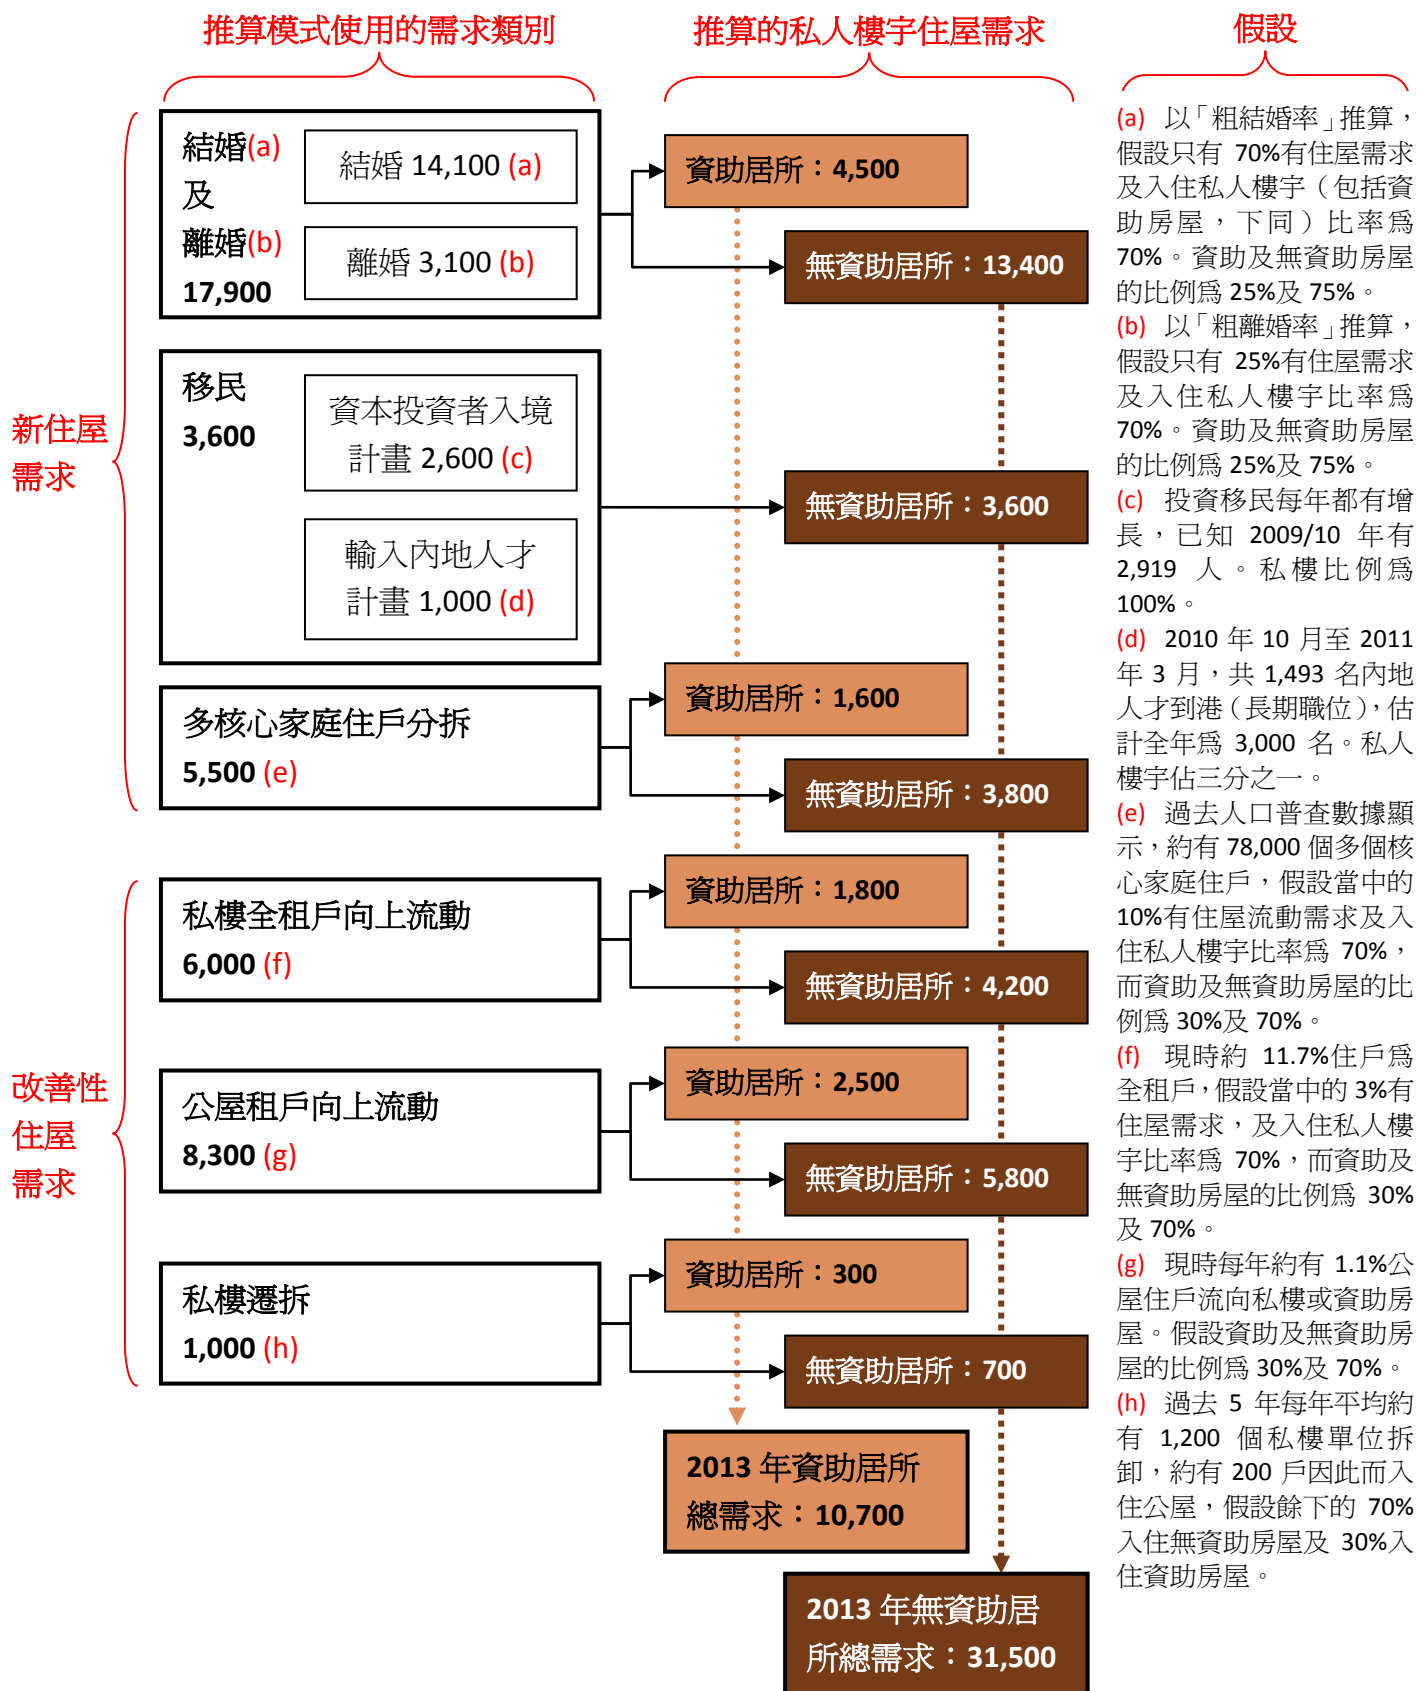 推算模式使用的需求類別
推算的私人樓宇住屋需求
假設
新住屋
需求
結婚(a)
及
離婚(b)
17,900
結婚 14,100 (a)
離婚 3,100 (b)
資助居所：4,500
無資助居所：13,400
移民
3,600
資本投資者入境
計畫 2,600 (c)
輸入內地人才
計畫 1,000 (d)
無資助居所：3,600
多核心家庭住戶分拆
5,500 (e)
資助居所：1,600
無資助居所：3,800
改善性
住屋
需求
私樓全租戶向上流動
6,000 (f)
資助居所：1,800
無資助居所：4,200
公屋租戶向上流動
8,300 (g)
資助居所：2,500
無資助居所：5,800
私樓遷拆
1,000 (h)
資助居所：300
無資助居所：700
2013 年資助居所
總需求：10,700
2013 年無資助居
所總需求：31,500
(a) 以「粗結婚率」推算，
假設只有 70%有住屋需求
及入住私人樓宇（包括資
助房屋，下同）比率為
70%。資助及無資助房屋
的比例為 25%及 75%。
(b) 以「粗離婚率」推算，
假設只有 25%有住屋需求
及入住私人樓宇比率為
70%。資助及無資助房屋
的比例為 25%及 75%。
(c) 投資移民每年都有增
長，已知 2009/10 年有
2,919 人。私樓比例為
100%。
(d) 2010 年 10 月至 2011
年 3 月，共 1,493 名內地
人才到港（長期職位），估
計全年為 3,000 名。私人
樓宇佔三分之一。
(e) 過去人口普查數據顯
示，約有 78,000 個多個核
心家庭住戶，假設當中的
10%有住屋流動需求及入
住私人樓宇比率為 70%，
而資助及無資助房屋的比
例為 30%及 70%。
(f) 現時約 11.7%住戶為
全租戶，假設當中的 3%有
住屋需求，及入住私人樓
宇比率為 70%，而資助及
無資助房屋的比例為 30%
及 70%。
(g) 現時每年約有 1.1%公
屋住戶流向私樓或資助房
屋。假設資助及無資助房
屋的比例為 30%及 70%。
(h) 過去 5 年每年平均約
有 1,200 個私樓單位拆
卸，約有 200 戶因此而入
住公屋，假設餘下的 70%
入住無資助房屋及 30%入
住資助房屋。